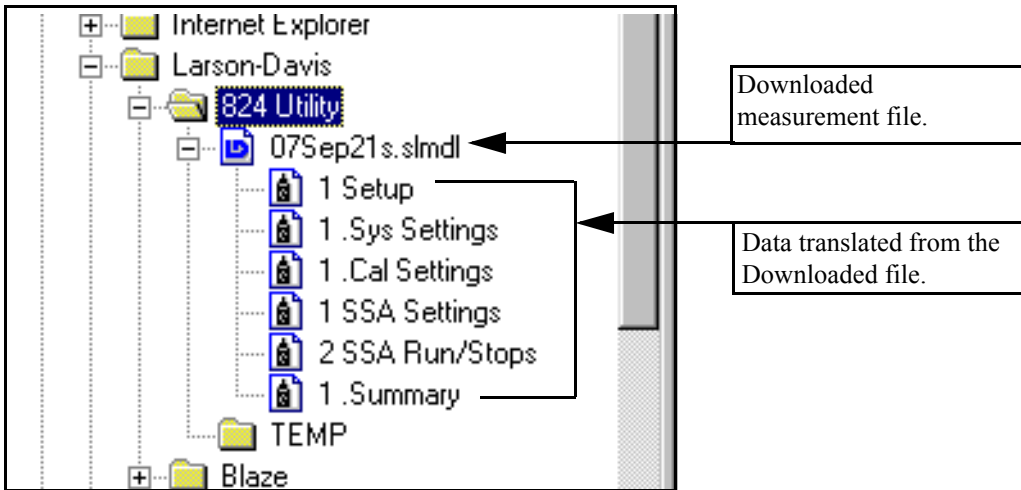 Internet Explorer
Larson-Davis
824 Utility
07Sep21s.slmdl
1 Setup
1 .Sys Settings
1 .Cal Settings
1 SSA Settings
2 SSA Run/Stops
1 .Summary
TEMP
Blaze
Downloaded
measurement file.
Data translated from the
Downloaded file.